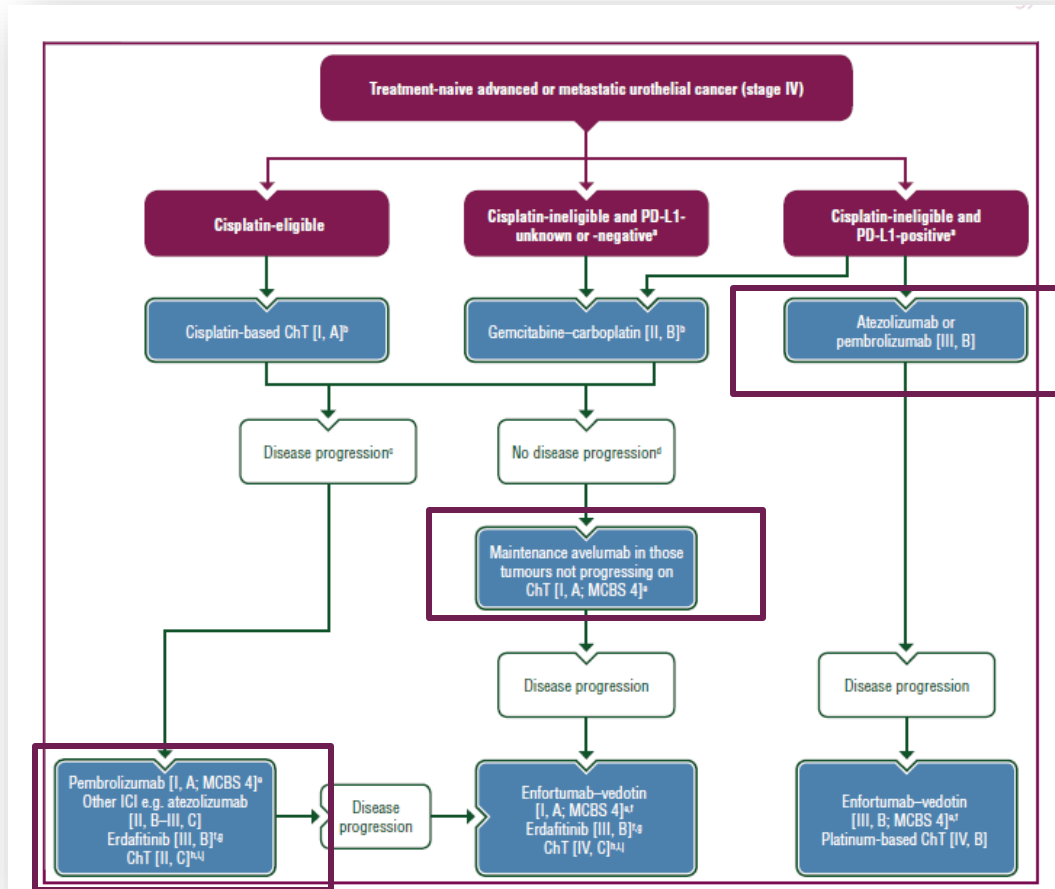 Treatment-naive advanced or metastatic urothelial cancer (stage IV)
Cisplatin-eligible
Cisplatin-ineligible and PD-L1-
unknown or -negativeᵃ
Cisplatin-ineligible and
PD-L1-positiveᵃ
Cisplatin-based ChT [I, A]ᵇ
Gemcitabine–carboplatin [II, B]ᵇ
Atezolizumab or
pembrolizumab [III, B]
Disease progressionᶜ
No disease progressionᵈ
Maintenance avelumab in those
tumours not progressing on
ChT [I, A; MCBS 4]ᵉ
Disease progression
Disease progression
Pembrolizumab [I, A; MCBS 4]ᵉ
Other ICI e.g. atezolizumab
[II, B–III, C]
Erdafitinib [III, B]ᶠ,ᵍ
ChT [II, C]ʰ,ⁱ,ʲ
Disease
progression
Enfortumab–vedotin
[I, A; MCBS 4]ᵉ,ᶠ
Erdafitinib [III, B]ᶠ,ᵍ
ChT [IV, C]ʰ,ⁱ,ʲ
Enfortumab–vedotin
[III, B; MCBS 4]ᵉ,ᶠ
Platinum-based ChT [IV, B]